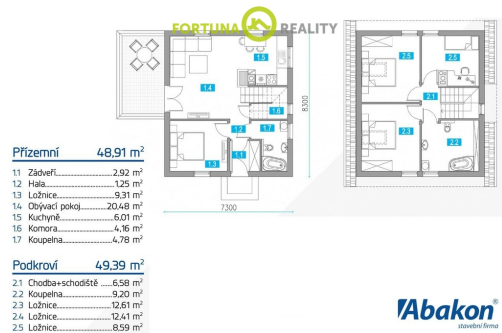 FORTUNA REALITY
2.5
2.5
1.5
1.4
8300
2.1
1.6
1.2
1.7
2.3
1.3
1.1
2.2
Přízemní 48,91 m²
1.1 Zádveří 2,92 m²
1.2 Hala 1,25 m²
1.3 Ložnice 9,31 m²
1.4 Obývací pokoj 20,48 m²
1.5 Kuchyně 6,01 m²
1.6 Komora 4,16 m²
1.7 Koupelna 4,78 m²
7300
Podkroví 49,39 m²
2.1 Chodba+schodiště 6,58 m²
2.2 Koupelna 9,20 m²
2.3 Ložnice 12,61 m²
2.4 Ložnice 12,41 m²
2.5 Ložnice 8,59 m²
Abakon®
stavební firma